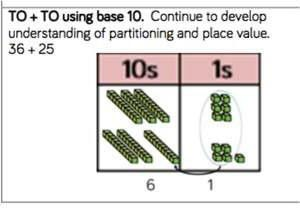 TO + TO using base 10. Continue to develop
understanding of partitioning and place value.
36 + 25
10s 1s
6 1